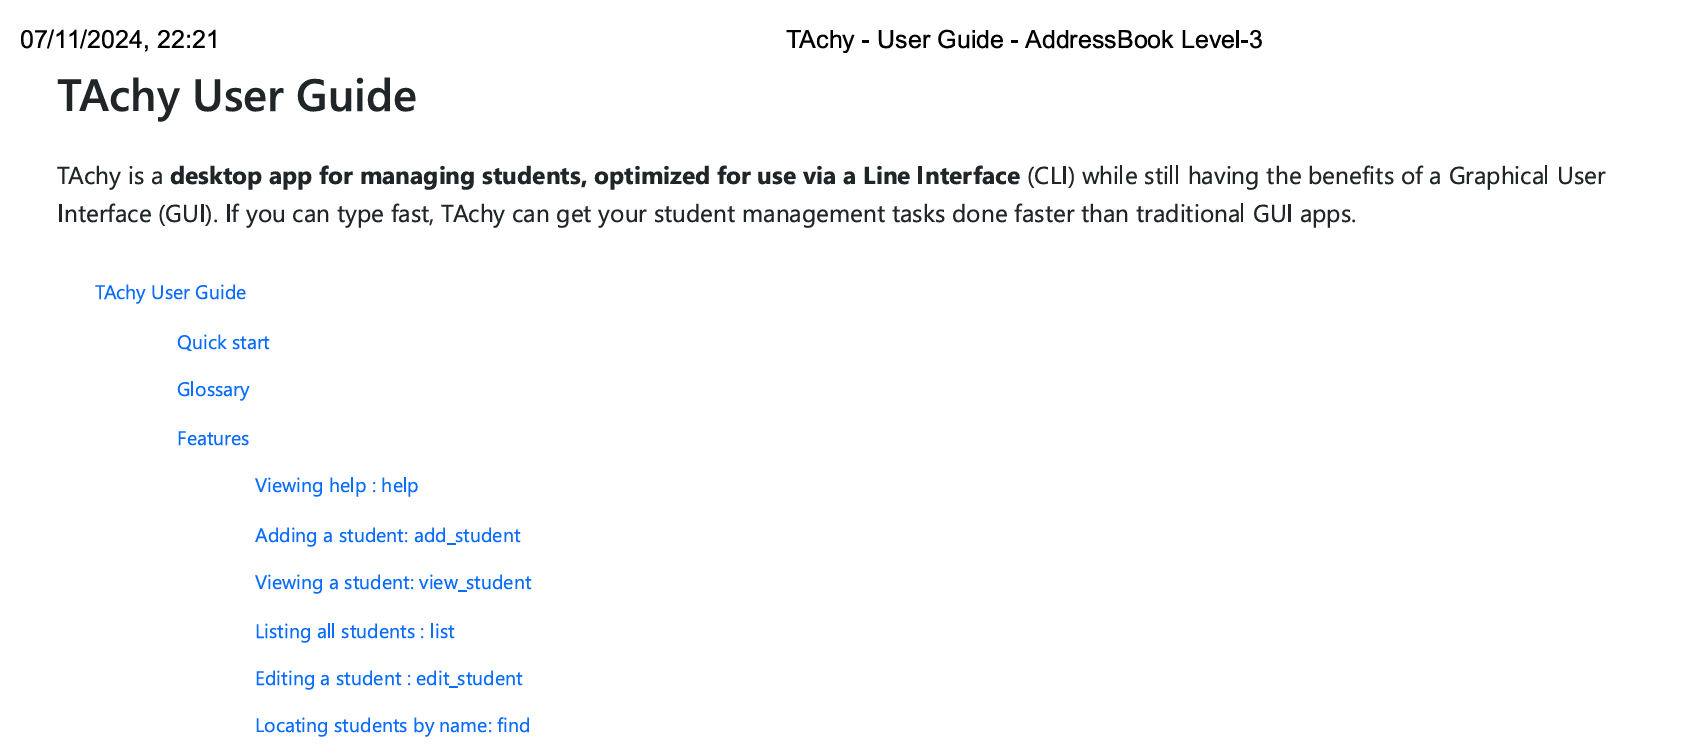 07/11/2024, 22:21 TAchy - User Guide - AddressBook Level-3
TAchy User Guide
TAchy is a desktop app for managing students, optimized for use via a Line Interface (CLI) while still having the benefits of a Graphical User
Interface (GUI). If you can type fast, TAchy can get your student management tasks done faster than traditional GUI apps.
TAchy User Guide
Quick start
Glossary
Features
Viewing help : help
Adding a student: add_student
Viewing a student: view_student
Listing all students : list
Editing a student : edit_student
Locating students by name: find